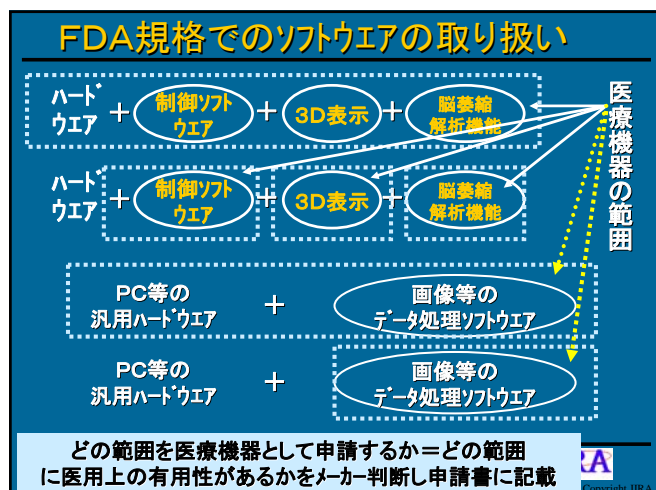 FDA規格でのソフトウエアの取り扱い
ハード
ウエア
+
制御ソフト
ウエア
+
3D表示
+
脳萎縮
解析機能
医療機器の範囲
ハード
ウエア
+
制御ソフト
ウエア
+
3D表示
+
脳萎縮
解析機能
PC等の
汎用ハードウエア
+
画像等の
データ処理ソフトウエア
PC等の
汎用ハードウエア
+
画像等の
データ処理ソフトウエア
どの範囲を医療機器として申請するか=どの範囲
に医用上の有用性があるかをメーカー判断し申請書に記載
RA
Copyright JIRA